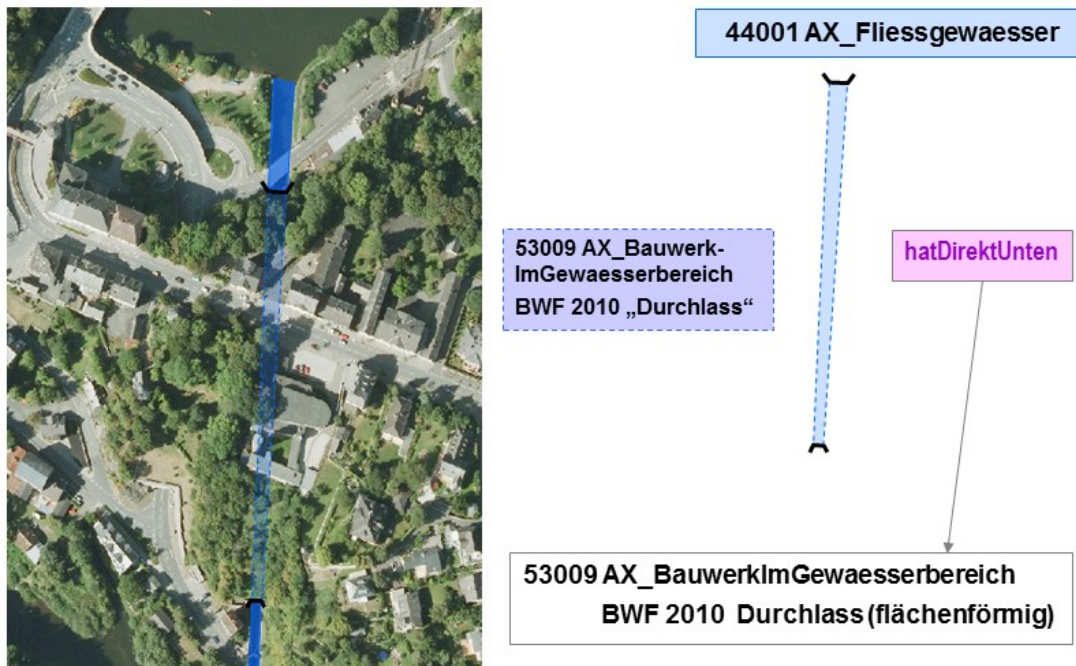 44001 AX_Fliessgewaesser
53009 AX_Bauwerk-
ImGewaesserbereich
BWF 2010 „Durchlass“
hatDirektUnten
53009 AX_BauwerkImGewaesserbereich
BWF 2010 Durchlass (flächenförmig)